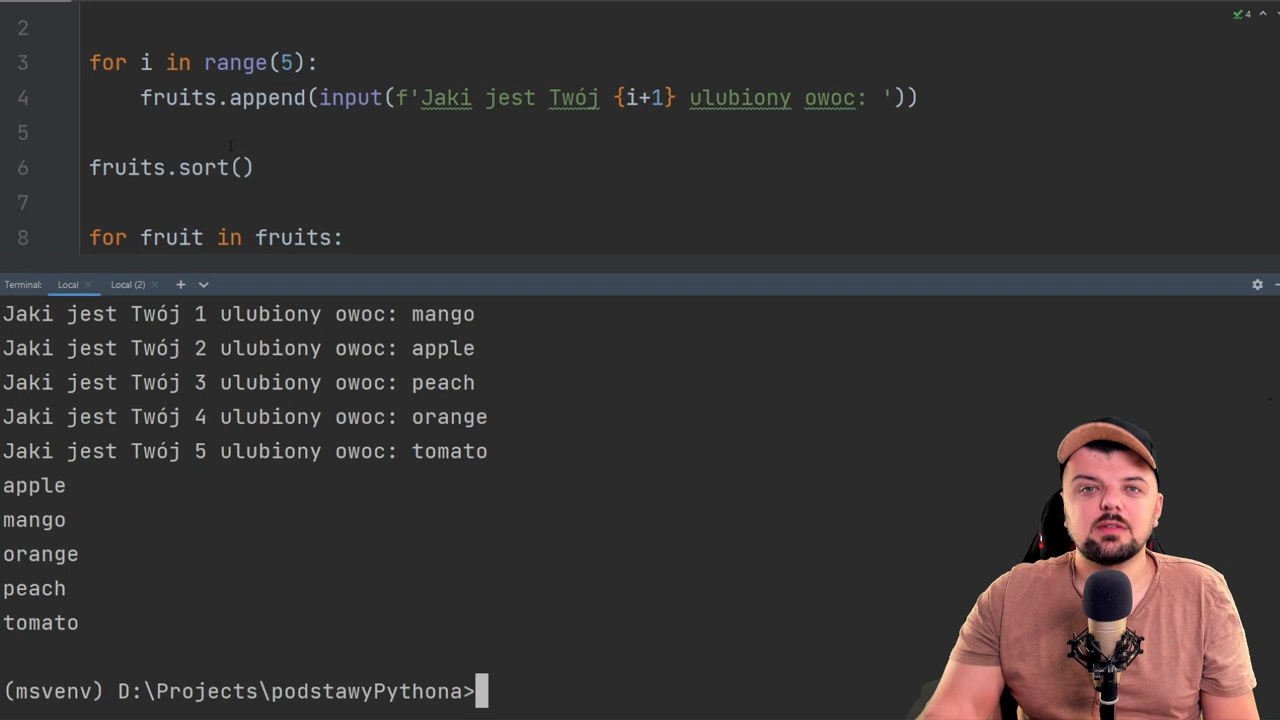 2
3 for i in range(5):
4 fruits.append(input(f'Jaki jest Twój {i+1} ulubiony owoc: '))
5
6 fruits.sort()
7
8 for fruit in fruits:
4
Terminal: Local × Local (2) × +
Jaki jest Twój 1 ulubiony owoc: mango
Jaki jest Twój 2 ulubiony owoc: apple
Jaki jest Twój 3 ulubiony owoc: peach
Jaki jest Twój 4 ulubiony owoc: orange
Jaki jest Twój 5 ulubiony owoc: tomato
apple
mango
orange
peach
tomato
(msvenv) D:\Projects\podstawyPythona>